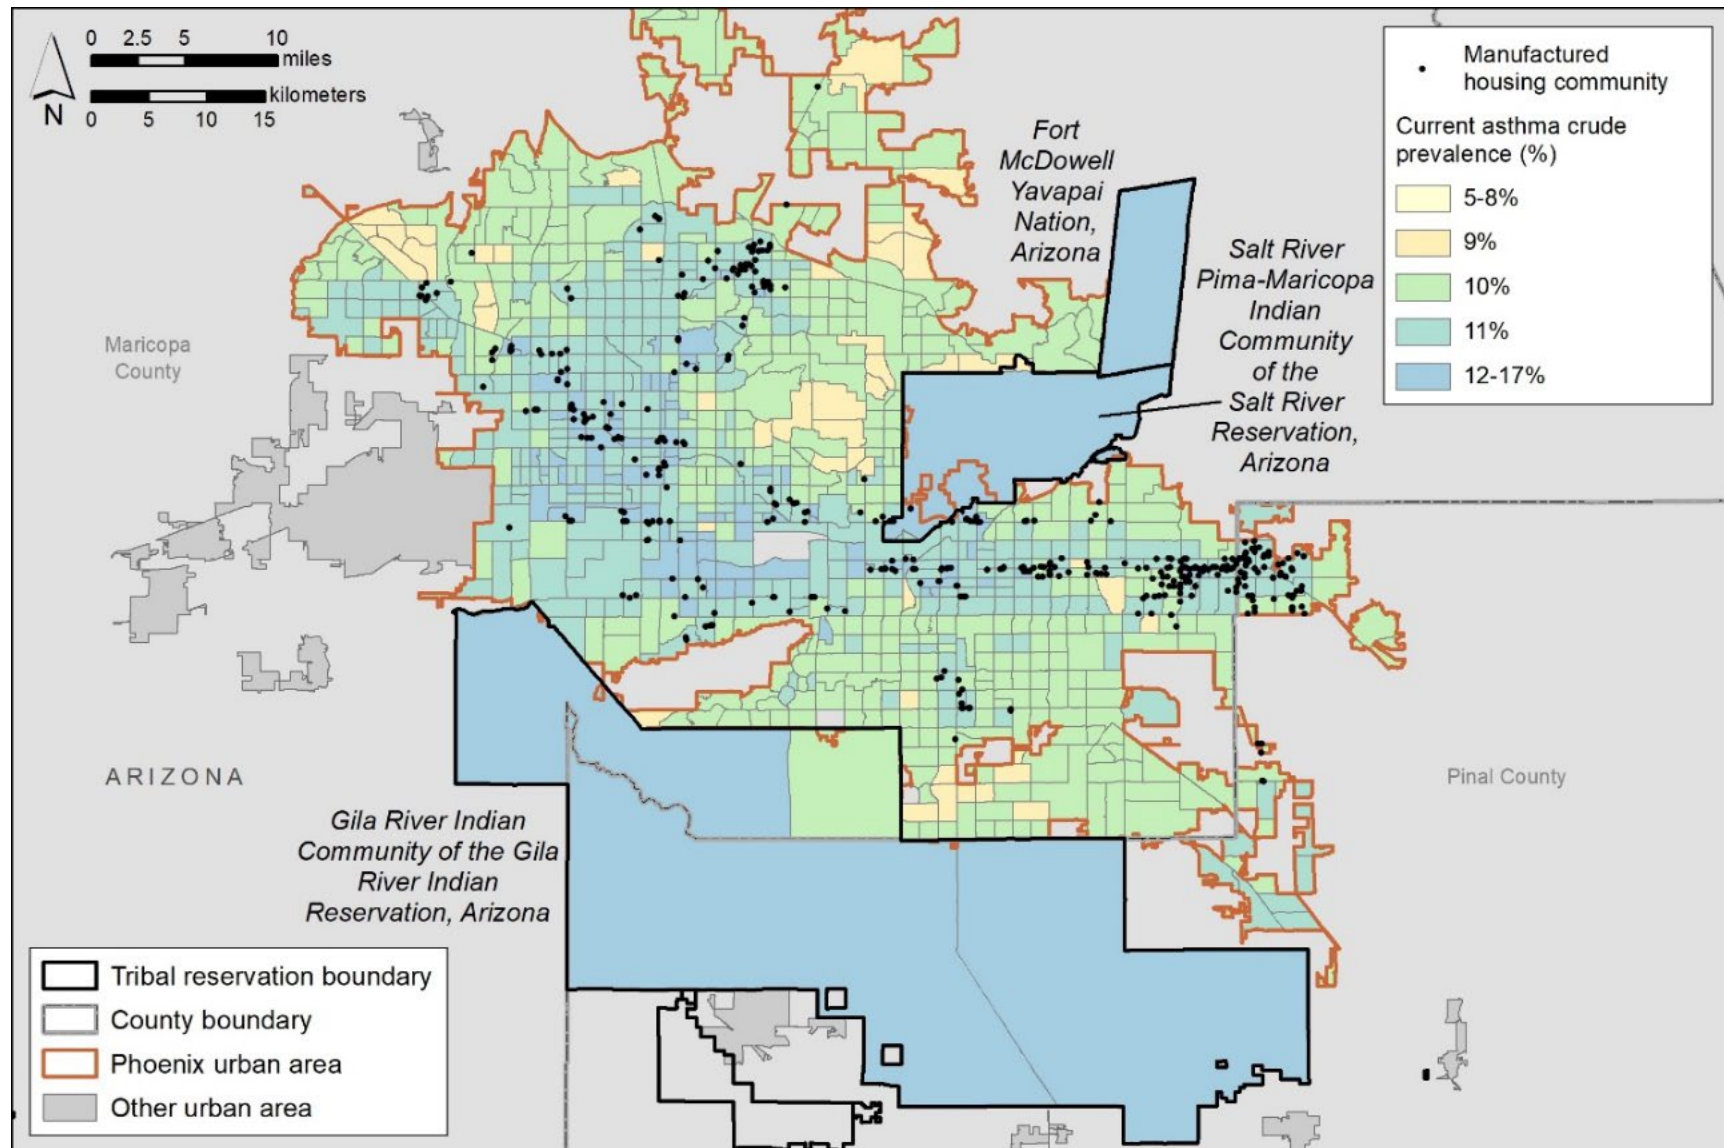 0 2.5 5 10
miles
kilometers
0 5 10 15
N
Manufactured
housing community
Current asthma crude
prevalence (%)
5-8%
9%
10%
11%
12-17%
Fort
McDowell
Yavapai
Nation,
Arizona
Salt River
Pima-Maricopa
Indian
Community
of the
Salt River
Reservation,
Arizona
Maricopa
County
ARIZONA
Pinal County
Gila River Indian
Community of the Gila
River Indian
Reservation, Arizona
Tribal reservation boundary
County boundary
Phoenix urban area
Other urban area